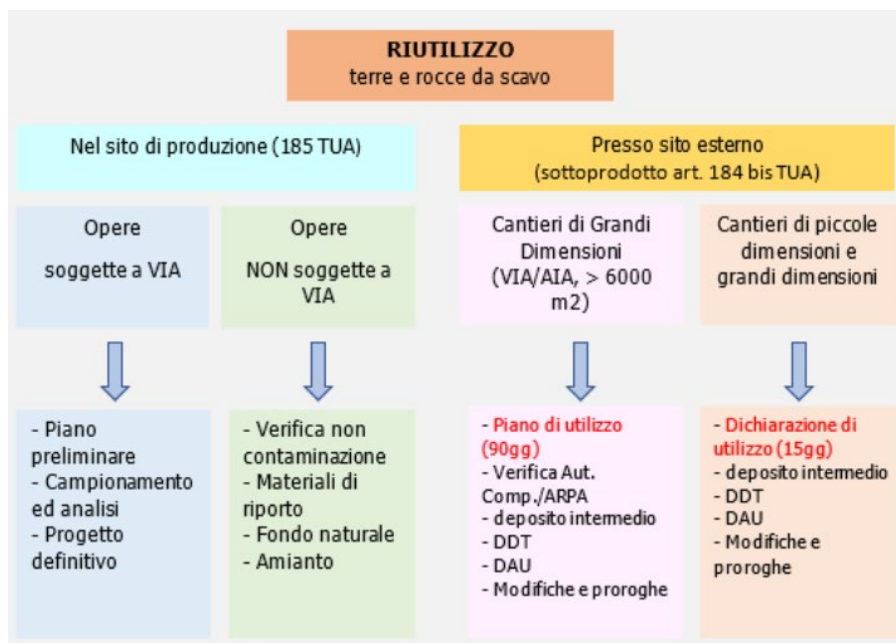 RIUTILIZZO
terre e rocce da scavo
Nel sito di produzione (185 TUA)
Presso sito esterno
(sottoprodotto art. 184 bis TUA)
Opere
soggette a VIA
Opere
NON soggette a
VIA
Cantieri di Grandi
Dimensioni
(VIA/AIA, > 6000
m2)
Cantieri di piccole
dimensioni e
grandi dimensioni
- Piano
preliminare
- Campionamento
ed analisi
- Progetto
definitivo
- Verifica non
contaminazione
- Materiali di
riporto
- Fondo naturale
- Amianto
- Piano di utilizzo
(90gg)
- Verifica Aut.
Comp./ARPA
- deposito intermedio
- DDT
- DAU
- Modifiche e proroghe
- Dichiarazione di
utilizzo (15gg)
- deposito intermedio
- DDT
- DAU
- Modifiche e
proroghe